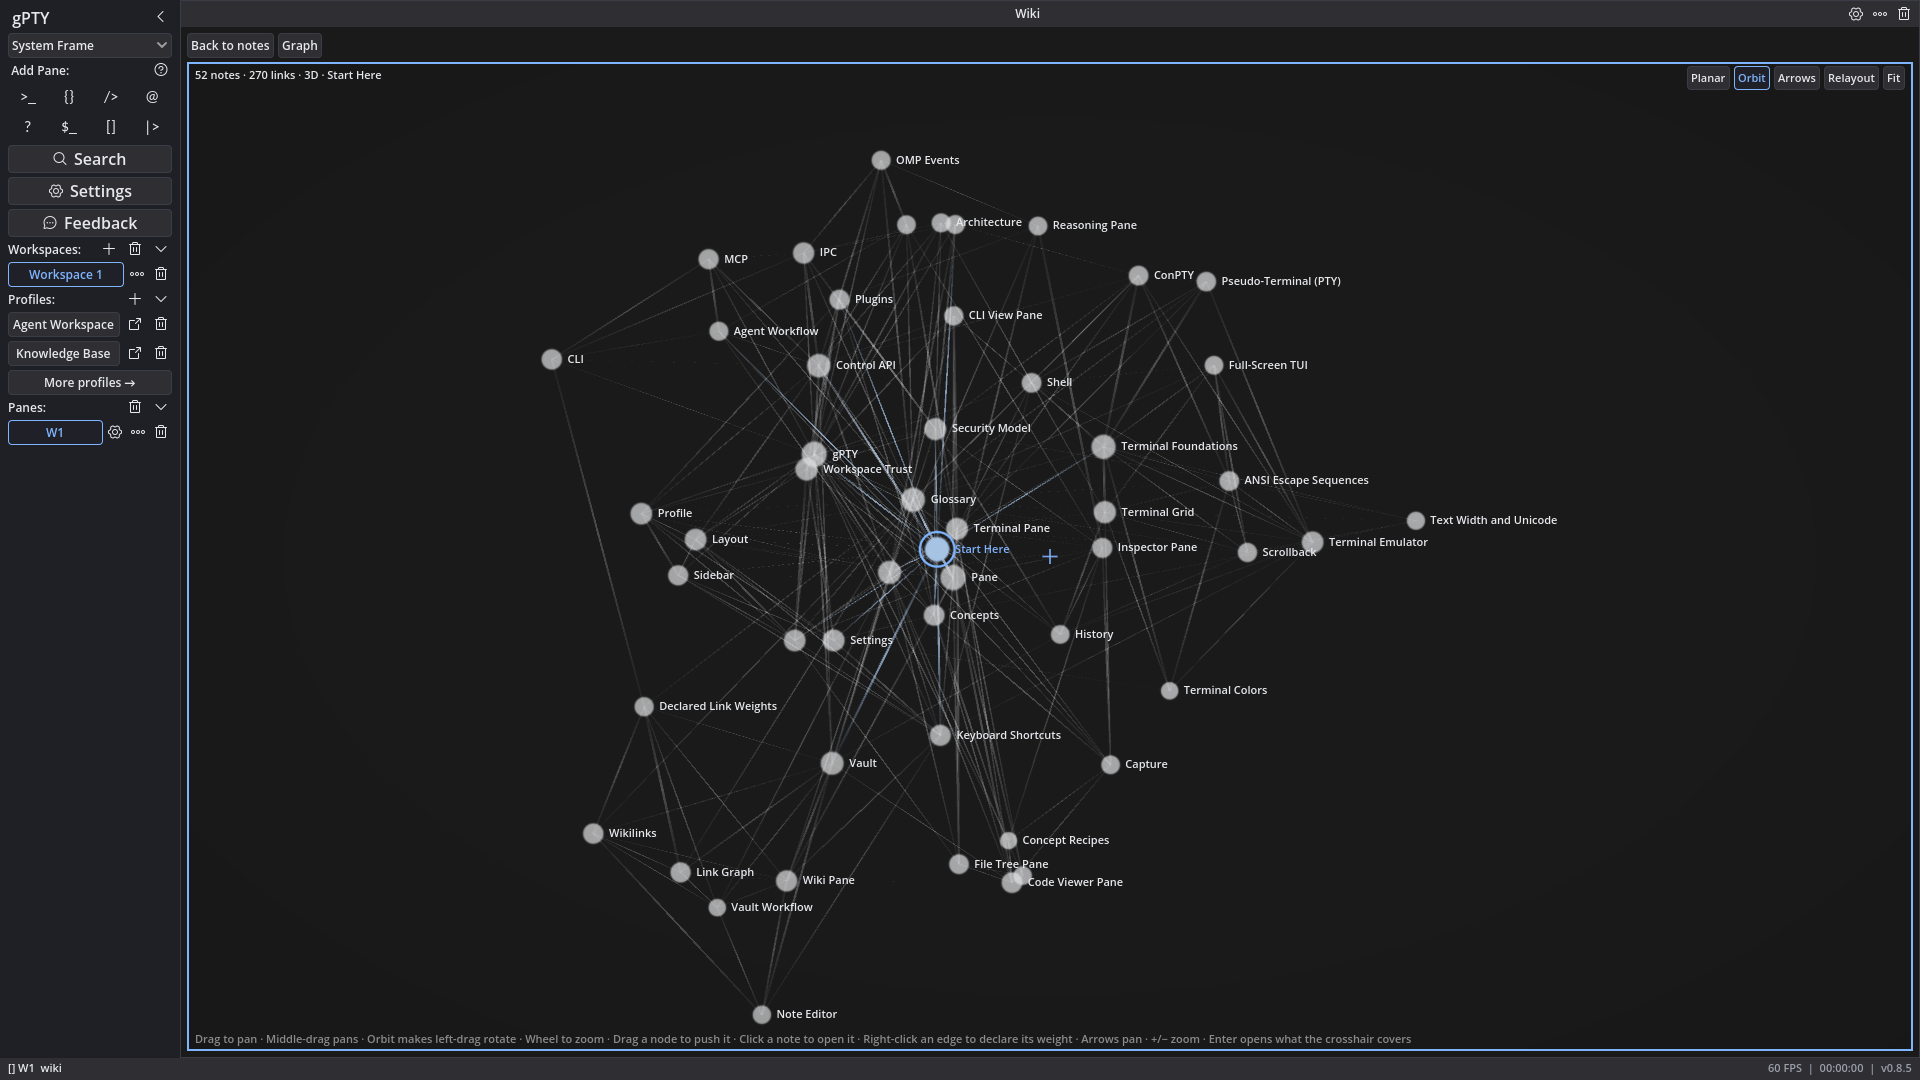 gPTY
System Frame
Add Pane:
>_ {} /> @
? $_ [] |>
Search
Settings
Feedback
Workspaces:
Workspace 1
Profiles:
Agent Workspace
Knowledge Base
More profiles →
Panes:
W1
Wiki
Back to notes
Graph
52 notes · 270 links · 3D · Start Here
Planar
Orbit
Arrows
Relayout
Fit
OMP Events
Architecture
Reasoning Pane
MCP
IPC
ConPTY
Pseudo-Terminal (PTY)
Plugins
CLI View Pane
Agent Workflow
CLI
Control API
Full-Screen TUI
Shell
Security Model
Terminal Foundations
gPTY
Workspace Trust
ANSI Escape Sequences
Glossary
Profile
Terminal Grid
Text Width and Unicode
Terminal Pane
Layout
Start Here
Inspector Pane
Scrollback
Terminal Emulator
Sidebar
Pane
Concepts
History
Settings
Terminal Colors
Declared Link Weights
Keyboard Shortcuts
Vault
Capture
Wikilinks
Concept Recipes
File Tree Pane
Link Graph
Wiki Pane
Code Viewer Pane
Vault Workflow
Note Editor
Drag to pan · Middle-drag pans · Orbit makes left-drag rotate · Wheel to zoom · Drag a node to push it · Click a note to open it · Right-click an edge to declare its weight · Arrows pan · +/− zoom · Enter opens what the crosshair covers
[] W1 wiki
60 FPS | 00:00:00 | v0.8.5